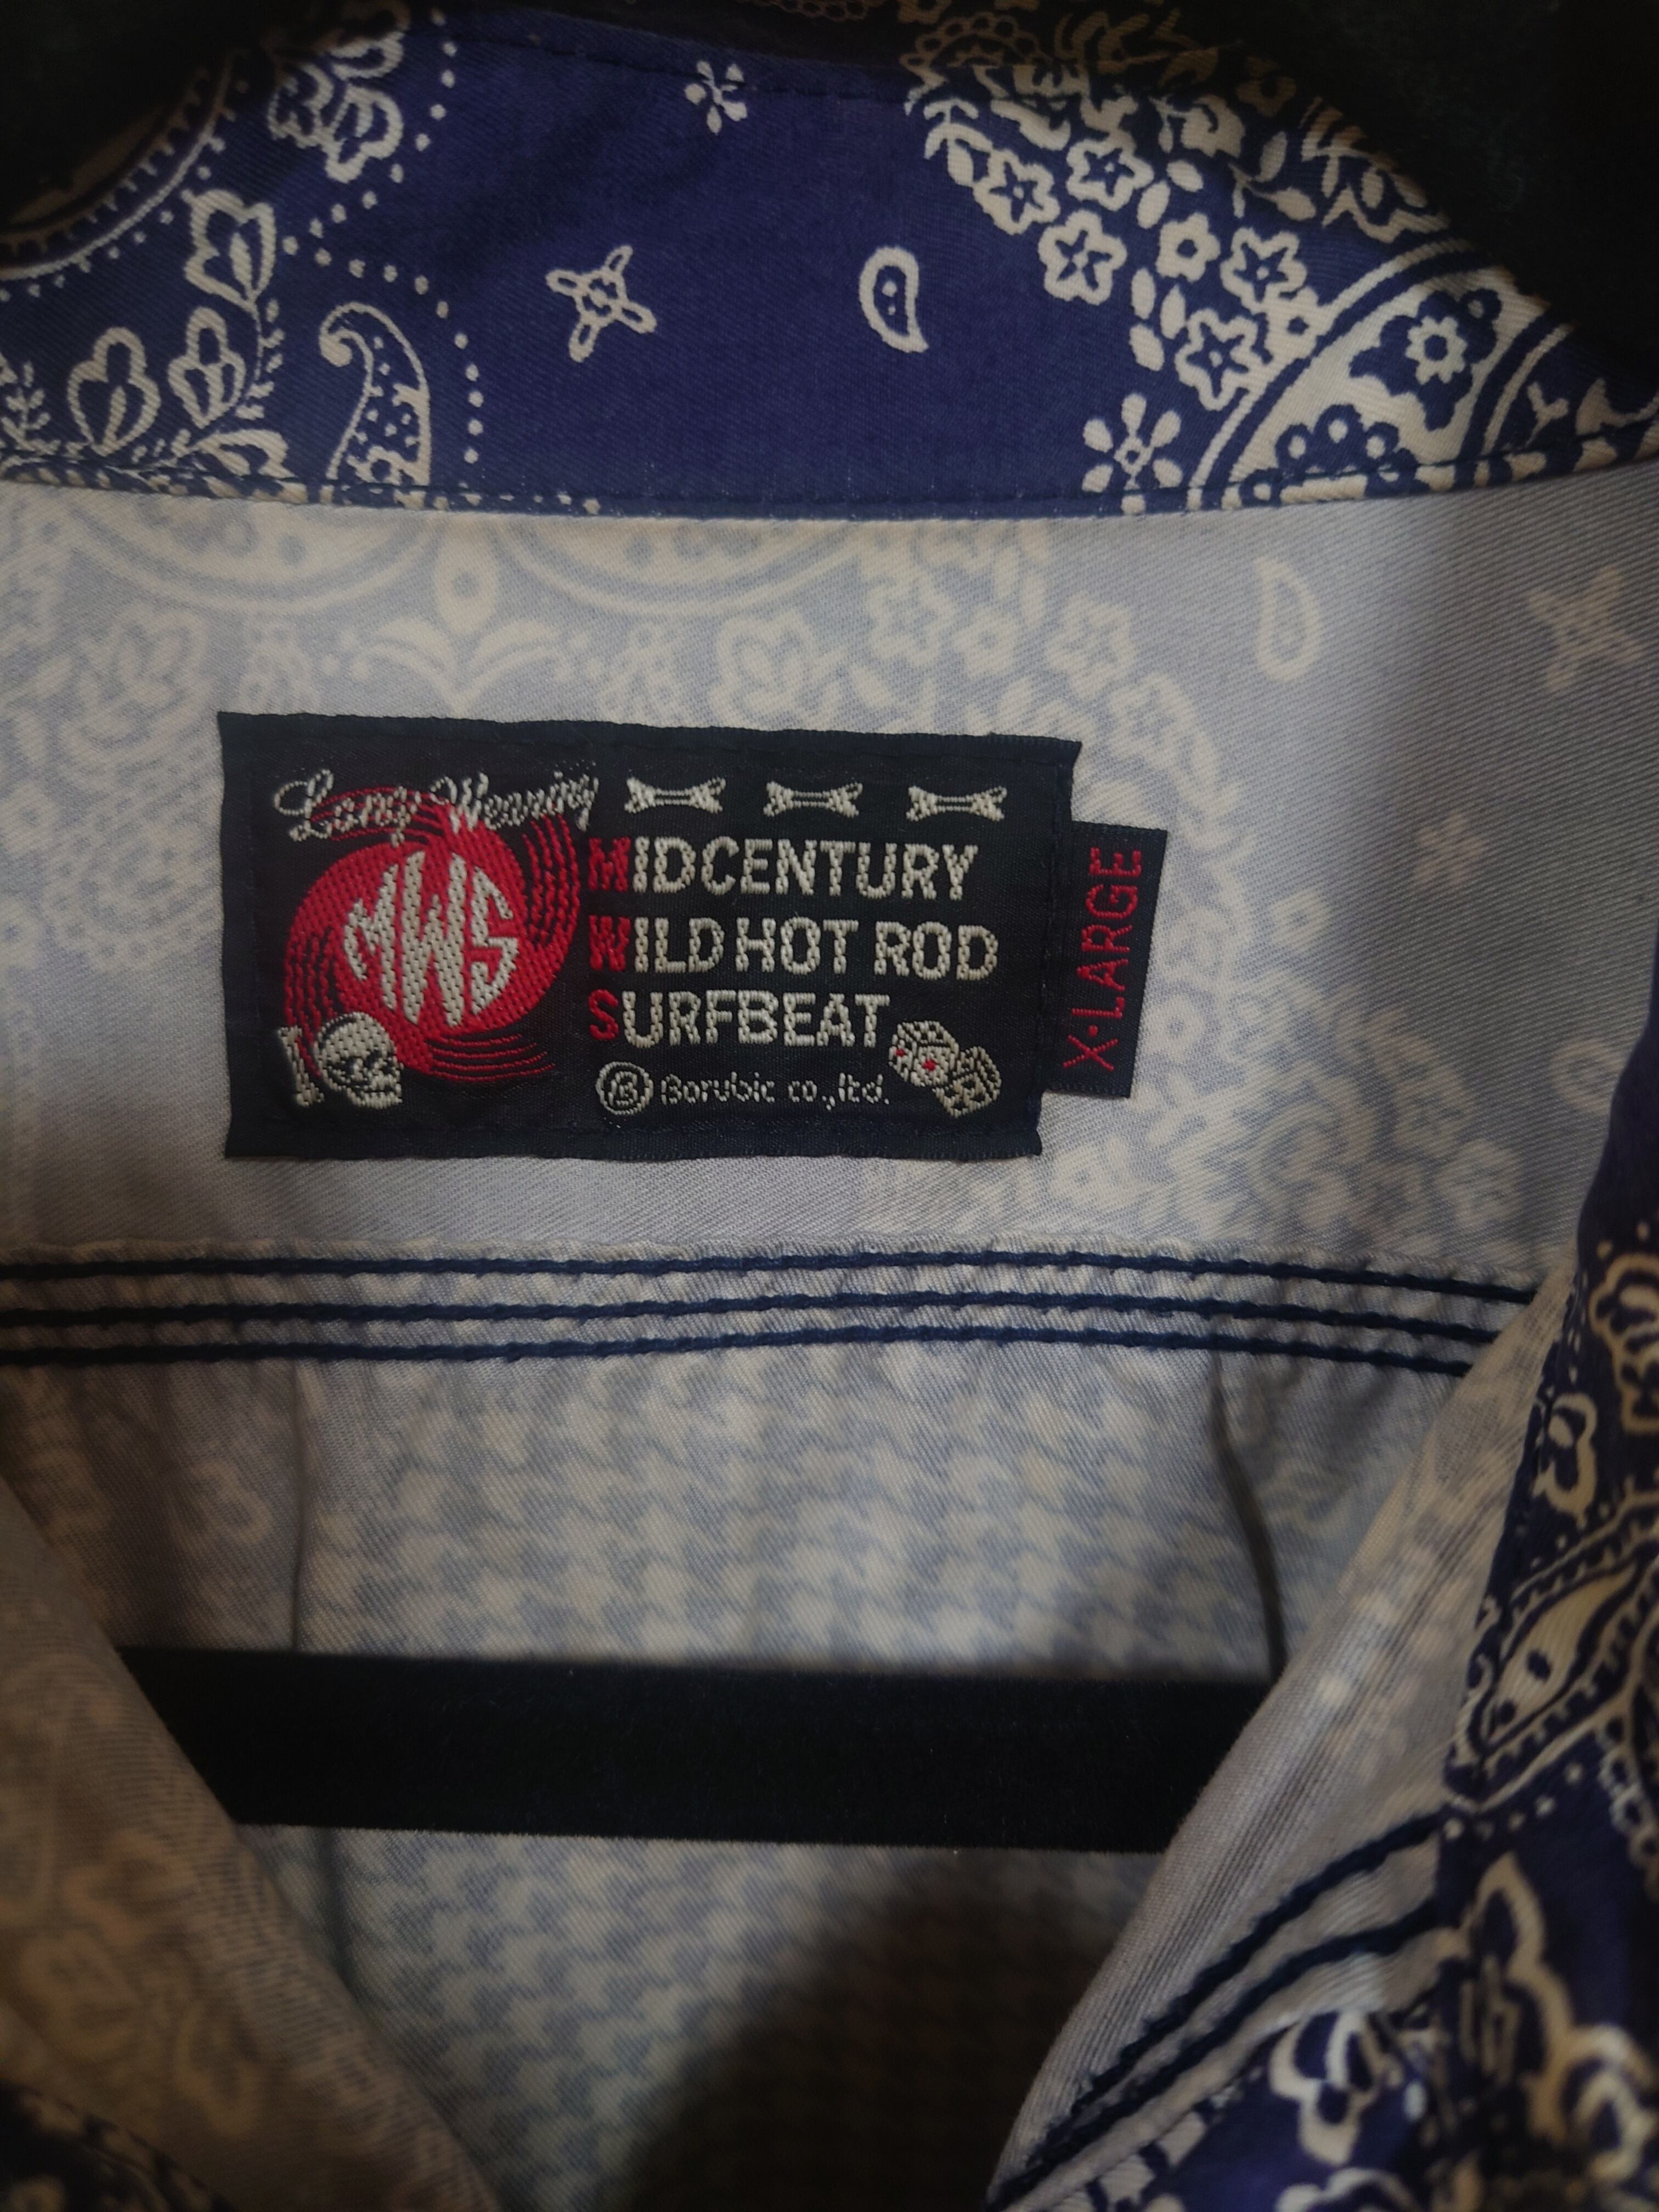 Long Wearing
MWS
MIDCENTURY
WILD HOT ROD
SURFBEAT
B Borubic co.,ltd.
X•LARGE